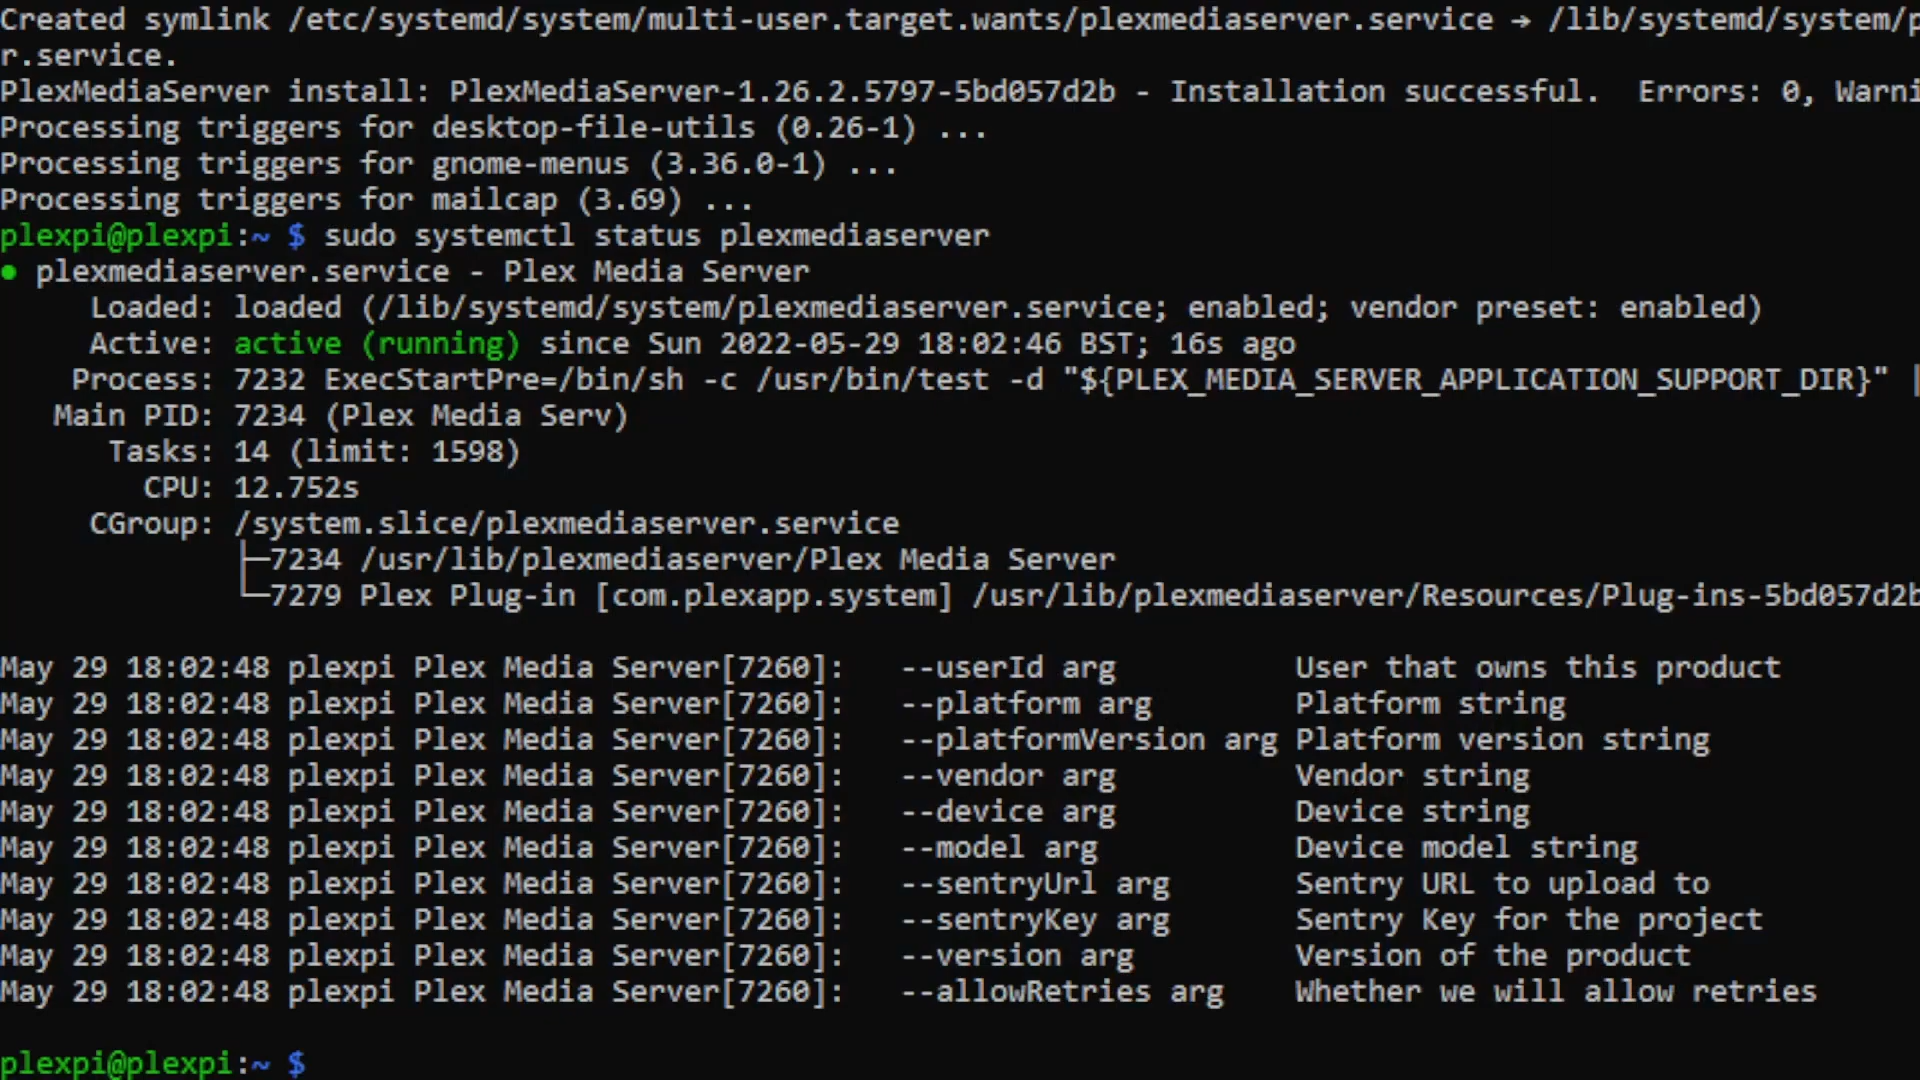 Created symlink /etc/systemd/system/multi-user.target.wants/plexmediaserver.service → /lib/systemd/system/p
r.service.
PlexMediaServer install: PlexMediaServer-1.26.2.5797-5bd057d2b - Installation successful.  Errors: 0, Warni
Processing triggers for desktop-file-utils (0.26-1) ...
Processing triggers for gnome-menus (3.36.0-1) ...
Processing triggers for mailcap (3.69) ...
plexpi@plexpi:~ $ sudo systemctl status plexmediaserver
● plexmediaserver.service - Plex Media Server
     Loaded: loaded (/lib/systemd/system/plexmediaserver.service; enabled; vendor preset: enabled)
     Active: active (running) since Sun 2022-05-29 18:02:46 BST; 16s ago
    Process: 7232 ExecStartPre=/bin/sh -c /usr/bin/test -d "${PLEX_MEDIA_SERVER_APPLICATION_SUPPORT_DIR}" |
   Main PID: 7234 (Plex Media Serv)
      Tasks: 14 (limit: 1598)
        CPU: 12.752s
     CGroup: /system.slice/plexmediaserver.service
             ├─7234 /usr/lib/plexmediaserver/Plex Media Server
             └─7279 Plex Plug-in [com.plexapp.system] /usr/lib/plexmediaserver/Resources/Plug-ins-5bd057d2b
May 29 18:02:48 plexpi Plex Media Server[7260]:   --userId arg          User that owns this product
May 29 18:02:48 plexpi Plex Media Server[7260]:   --platform arg        Platform string
May 29 18:02:48 plexpi Plex Media Server[7260]:   --platformVersion arg Platform version string
May 29 18:02:48 plexpi Plex Media Server[7260]:   --vendor arg          Vendor string
May 29 18:02:48 plexpi Plex Media Server[7260]:   --device arg          Device string
May 29 18:02:48 plexpi Plex Media Server[7260]:   --model arg           Device model string
May 29 18:02:48 plexpi Plex Media Server[7260]:   --sentryUrl arg       Sentry URL to upload to
May 29 18:02:48 plexpi Plex Media Server[7260]:   --sentryKey arg       Sentry Key for the project
May 29 18:02:48 plexpi Plex Media Server[7260]:   --version arg         Version of the product
May 29 18:02:48 plexpi Plex Media Server[7260]:   --allowRetries arg    Whether we will allow retries
plexpi@plexpi:~ $